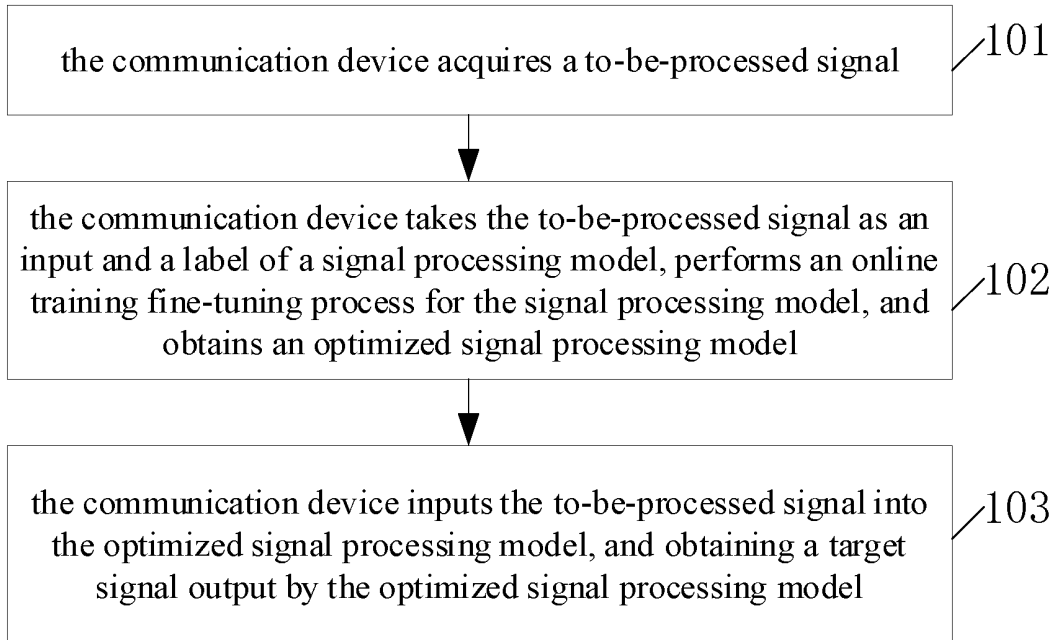 the communication device acquires a to-be-processed signal
101
the communication device takes the to-be-processed signal as an
input and a label of a signal processing model, performs an online
training fine-tuning process for the signal processing model, and
obtains an optimized signal processing model
102
the communication device inputs the to-be-processed signal into
the optimized signal processing model, and obtaining a target
signal output by the optimized signal processing model
103